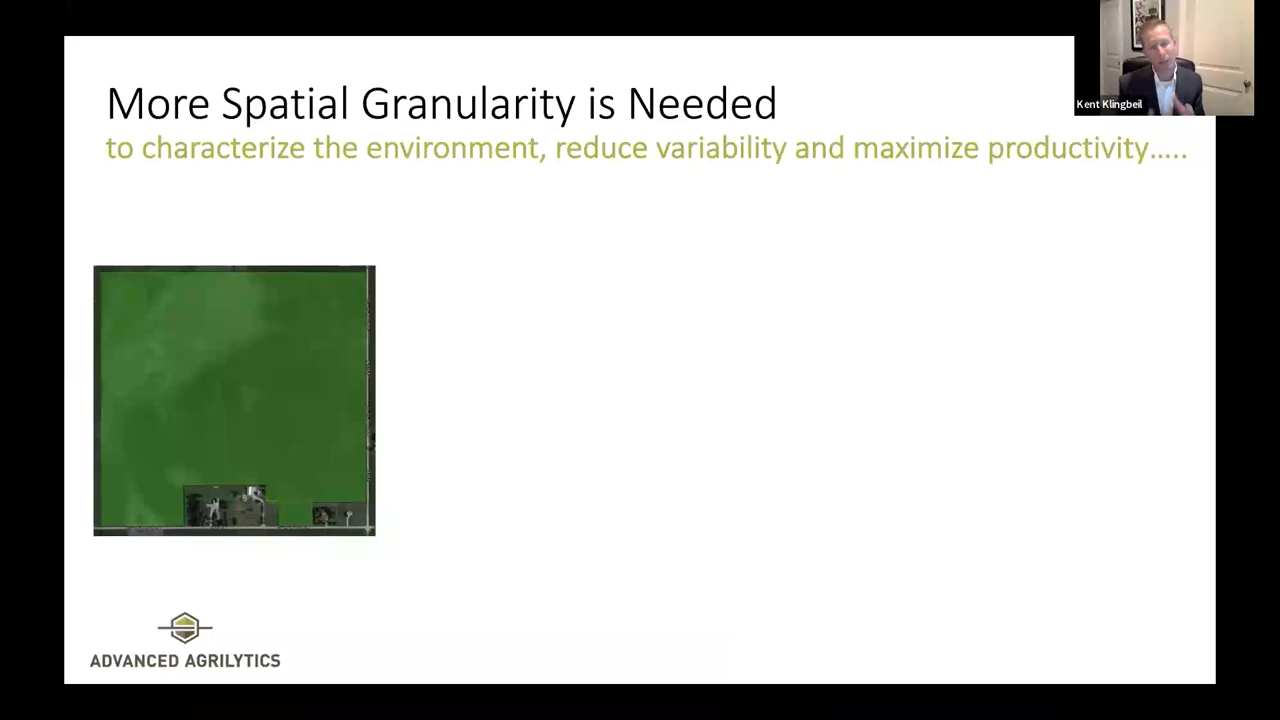 More Spatial Granularity is Needed
to characterize the environment, reduce variability and maximize productivity.....
Kent Klingbeil
ADVANCED AGRILYTICS